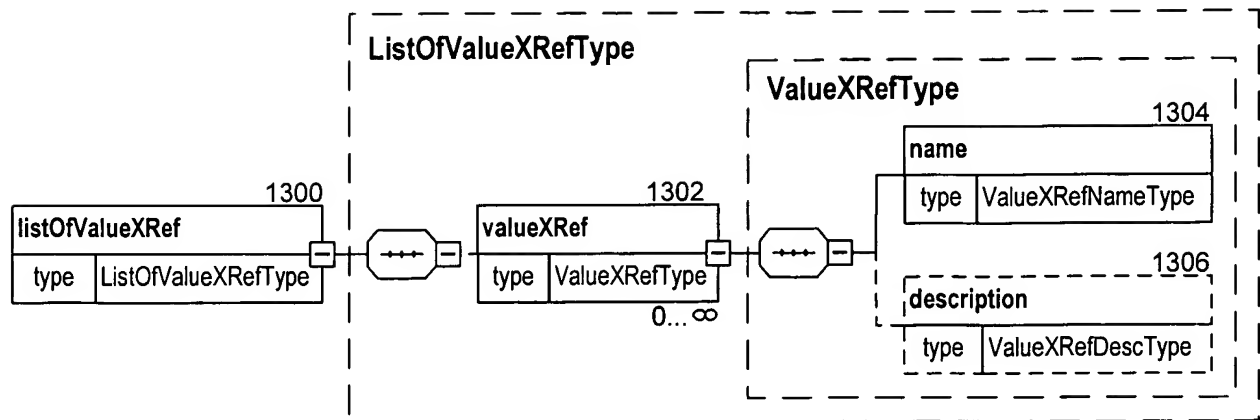 ListOfValueXRefType
ValueXRefType
1304
name
type ValueXRefNameType
1300
listOfValueXRef
type ListOfValueXRefType
1302
valueXRef
type ValueXRefType
0... ∞
1306
description
type ValueXRefDescType